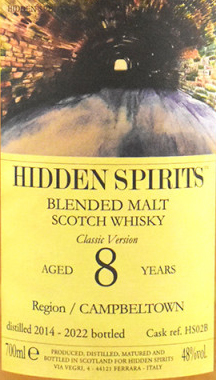 HIDDEN SPIRITS
BLENDED MALT
SCOTCH WHISKY
Classic Version
AGED 8 YEARS
Region / CAMPBELTOWN
distilled 2014 - 2022 bottled Cask ref. HS02B
700ml e PRODUCED, DISTILLED, MATURED AND 48%vol
BOTTLED IN SCOTLAND FOR HIDDEN SPIRITS
VIA VEGRI, 4 - 44121 FERRARA - ITALY